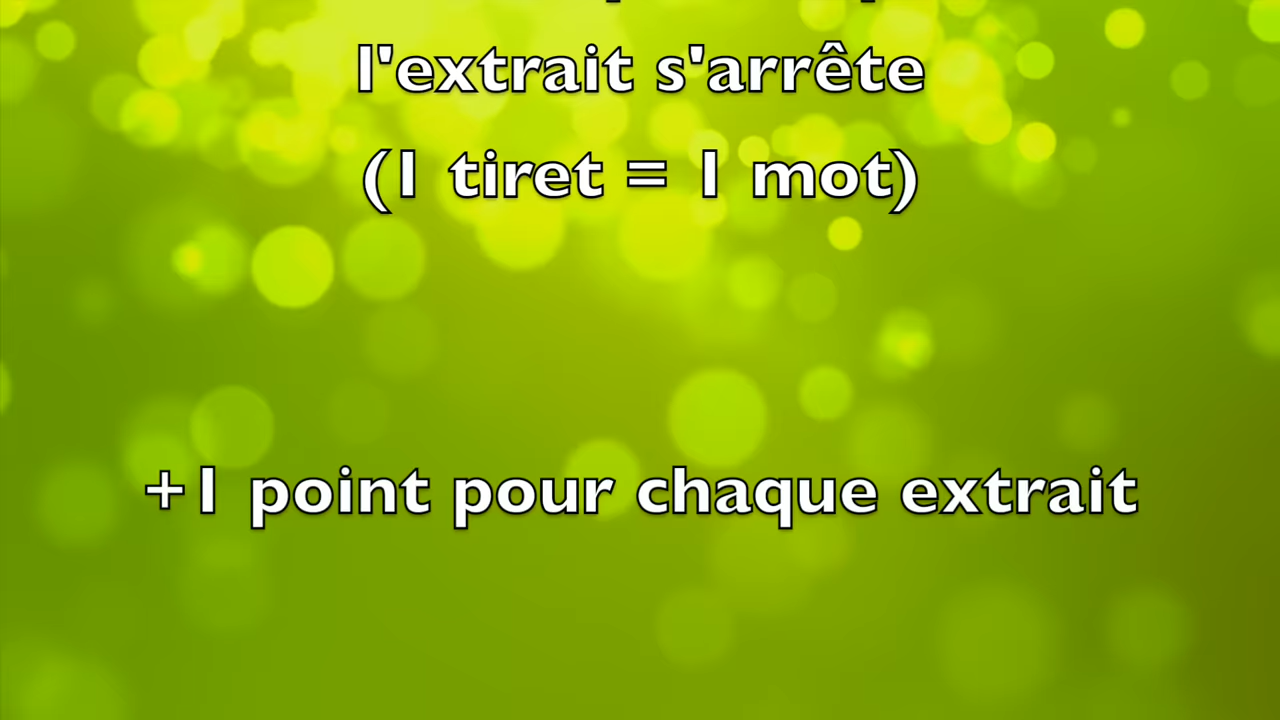 l'extrait s'arrête
(1 tiret = 1 mot)
+1 point pour chaque extrait